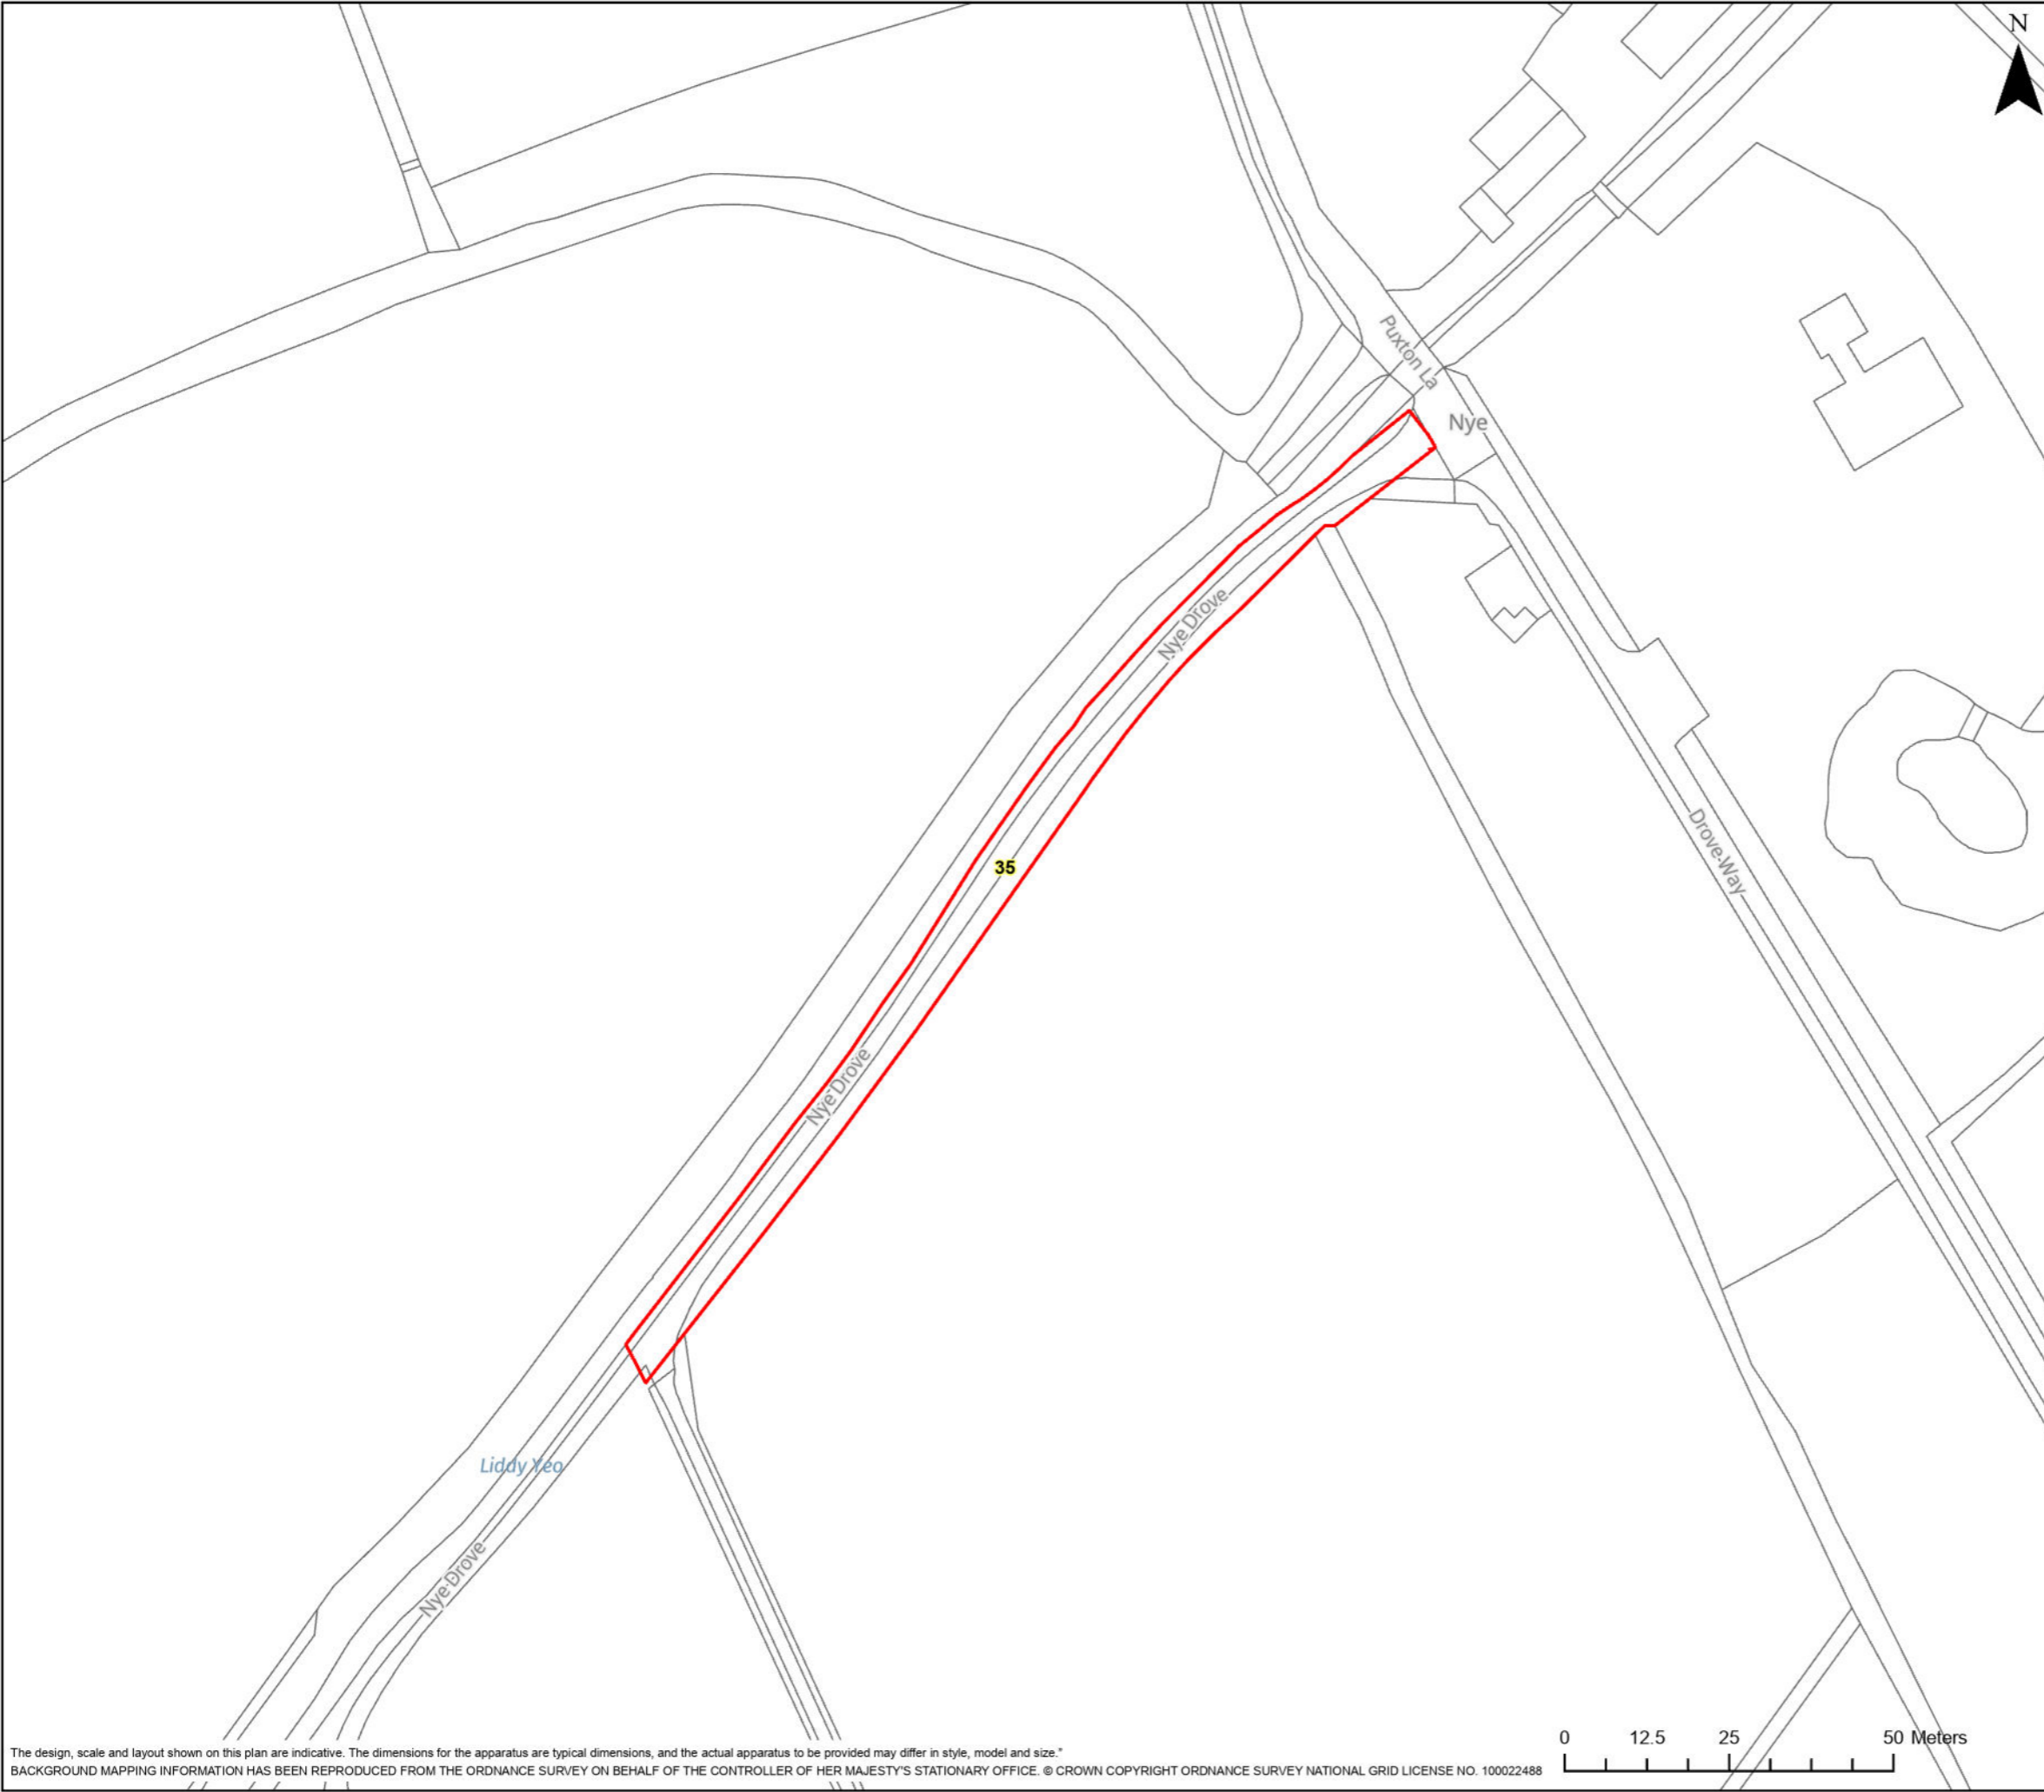 N
Puxton La
Nye
Nye Drove
35
Drove Way
Nye Drove
Liddy Yeo
Nye Drove
0 12.5 25 50 Meters
The design, scale and layout shown on this plan are indicative. The dimensions for the apparatus are typical dimensions, and the actual apparatus to be provided may differ in style, model and size."
BACKGROUND MAPPING INFORMATION HAS BEEN REPRODUCED FROM THE ORDNANCE SURVEY ON BEHALF OF THE CONTROLLER OF HER MAJESTY'S STATIONARY OFFICE. © CROWN COPYRIGHT ORDNANCE SURVEY NATIONAL GRID LICENSE NO. 100022488